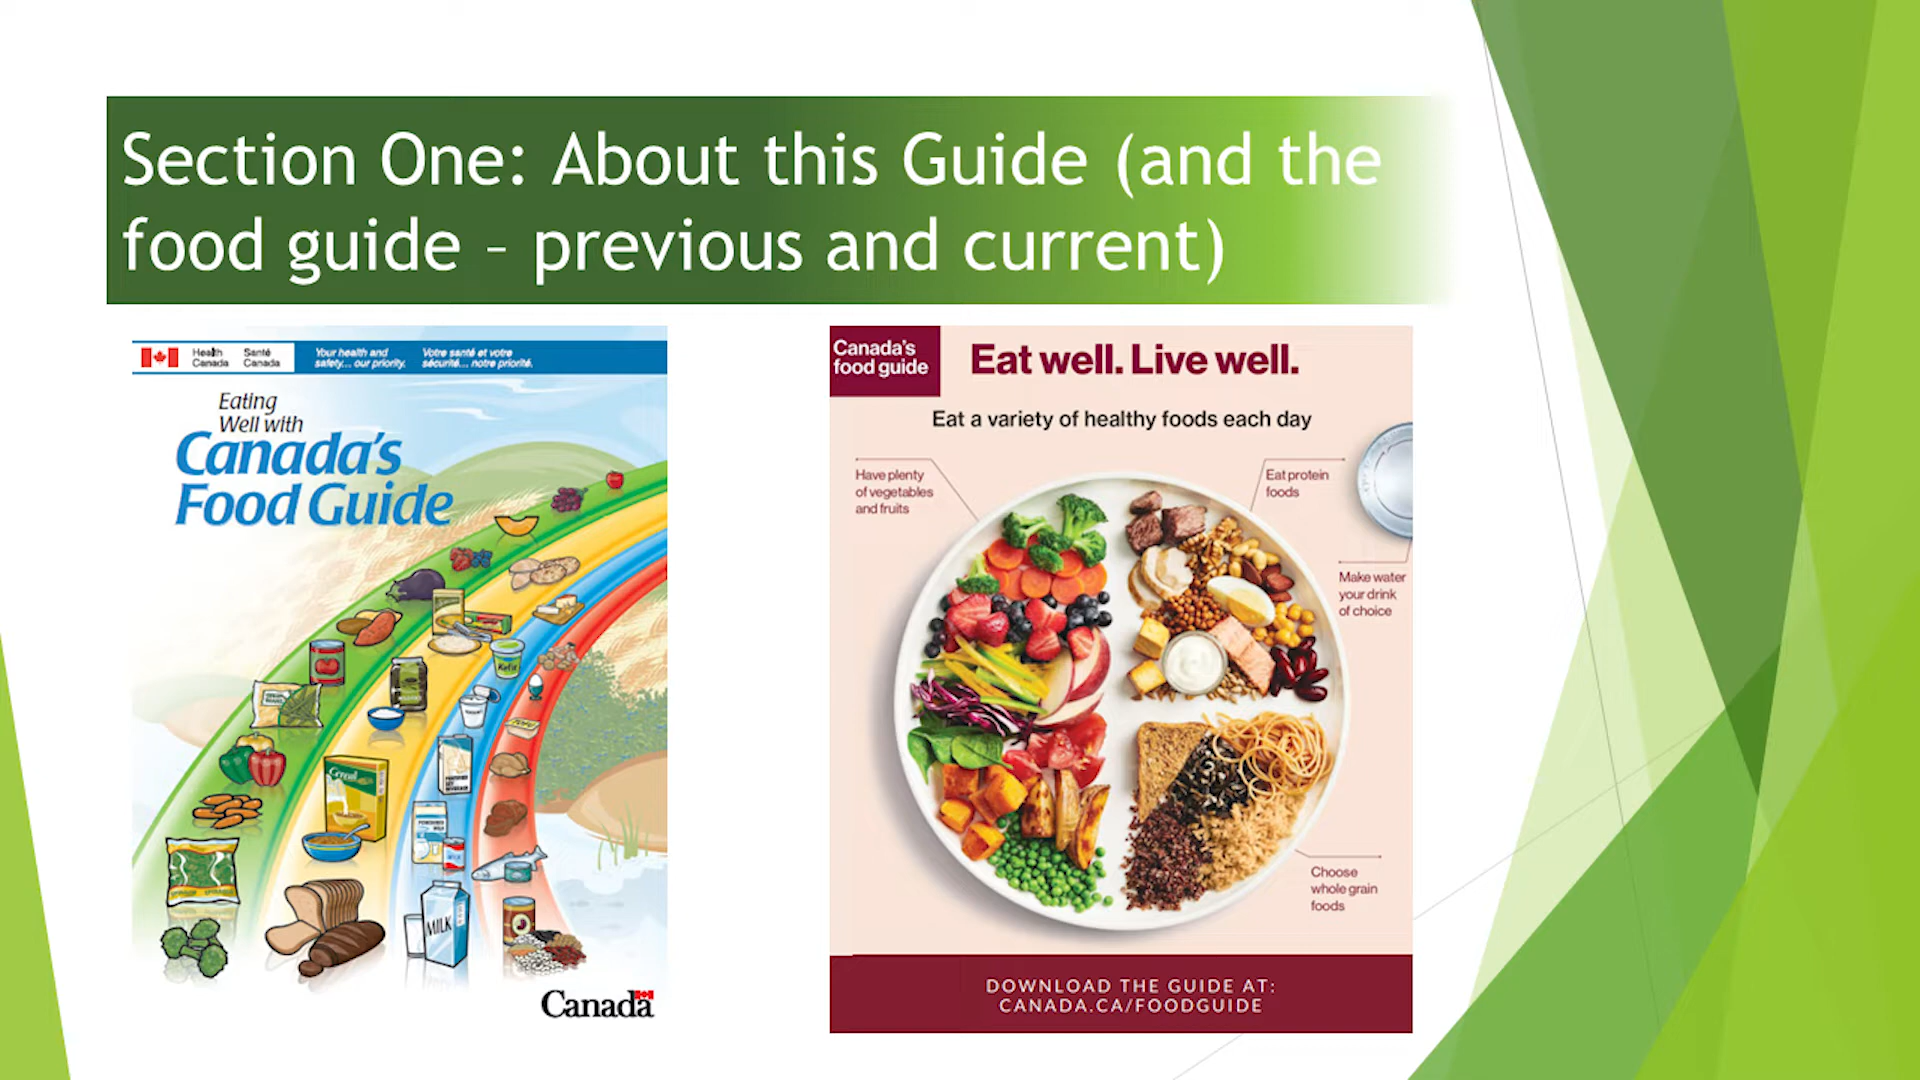 Section One: About this Guide (and the
food guide – previous and current)
Health
Canada
Santé
Canada
Your health and
safety... our priority.
Votre santé et votre
sécurité... notre priorité.
Eating
Well with
Canada's
Food Guide
Kefir
TOFU
Cereal
MILK
Canada
Canada's
food guide
Eat well. Live well.
Eat a variety of healthy foods each day
Have plenty
of vegetables
and fruits
Eat protein
foods
Make water
your drink
of choice
Choose
whole grain
foods
DOWNLOAD THE GUIDE AT:
CANADA.CA/FOODGUIDE